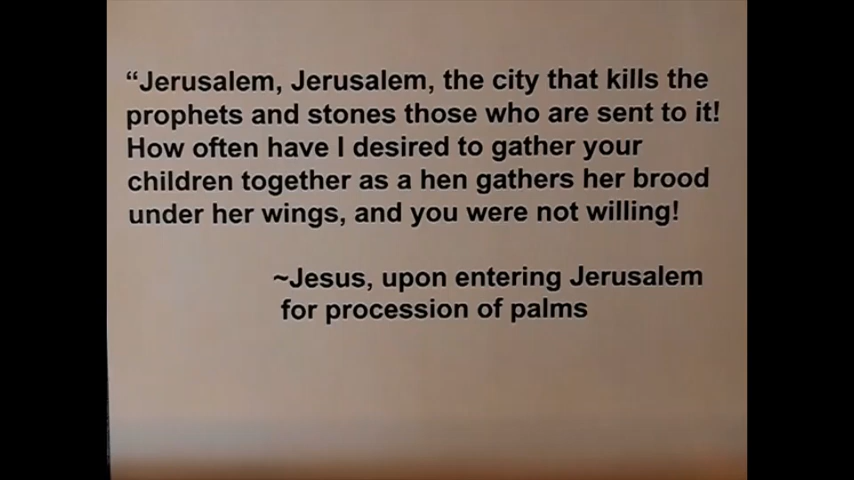 “Jerusalem, Jerusalem, the city that kills the
prophets and stones those who are sent to it!
How often have I desired to gather your
children together as a hen gathers her brood
under her wings, and you were not willing!
~Jesus, upon entering Jerusalem
for procession of palms